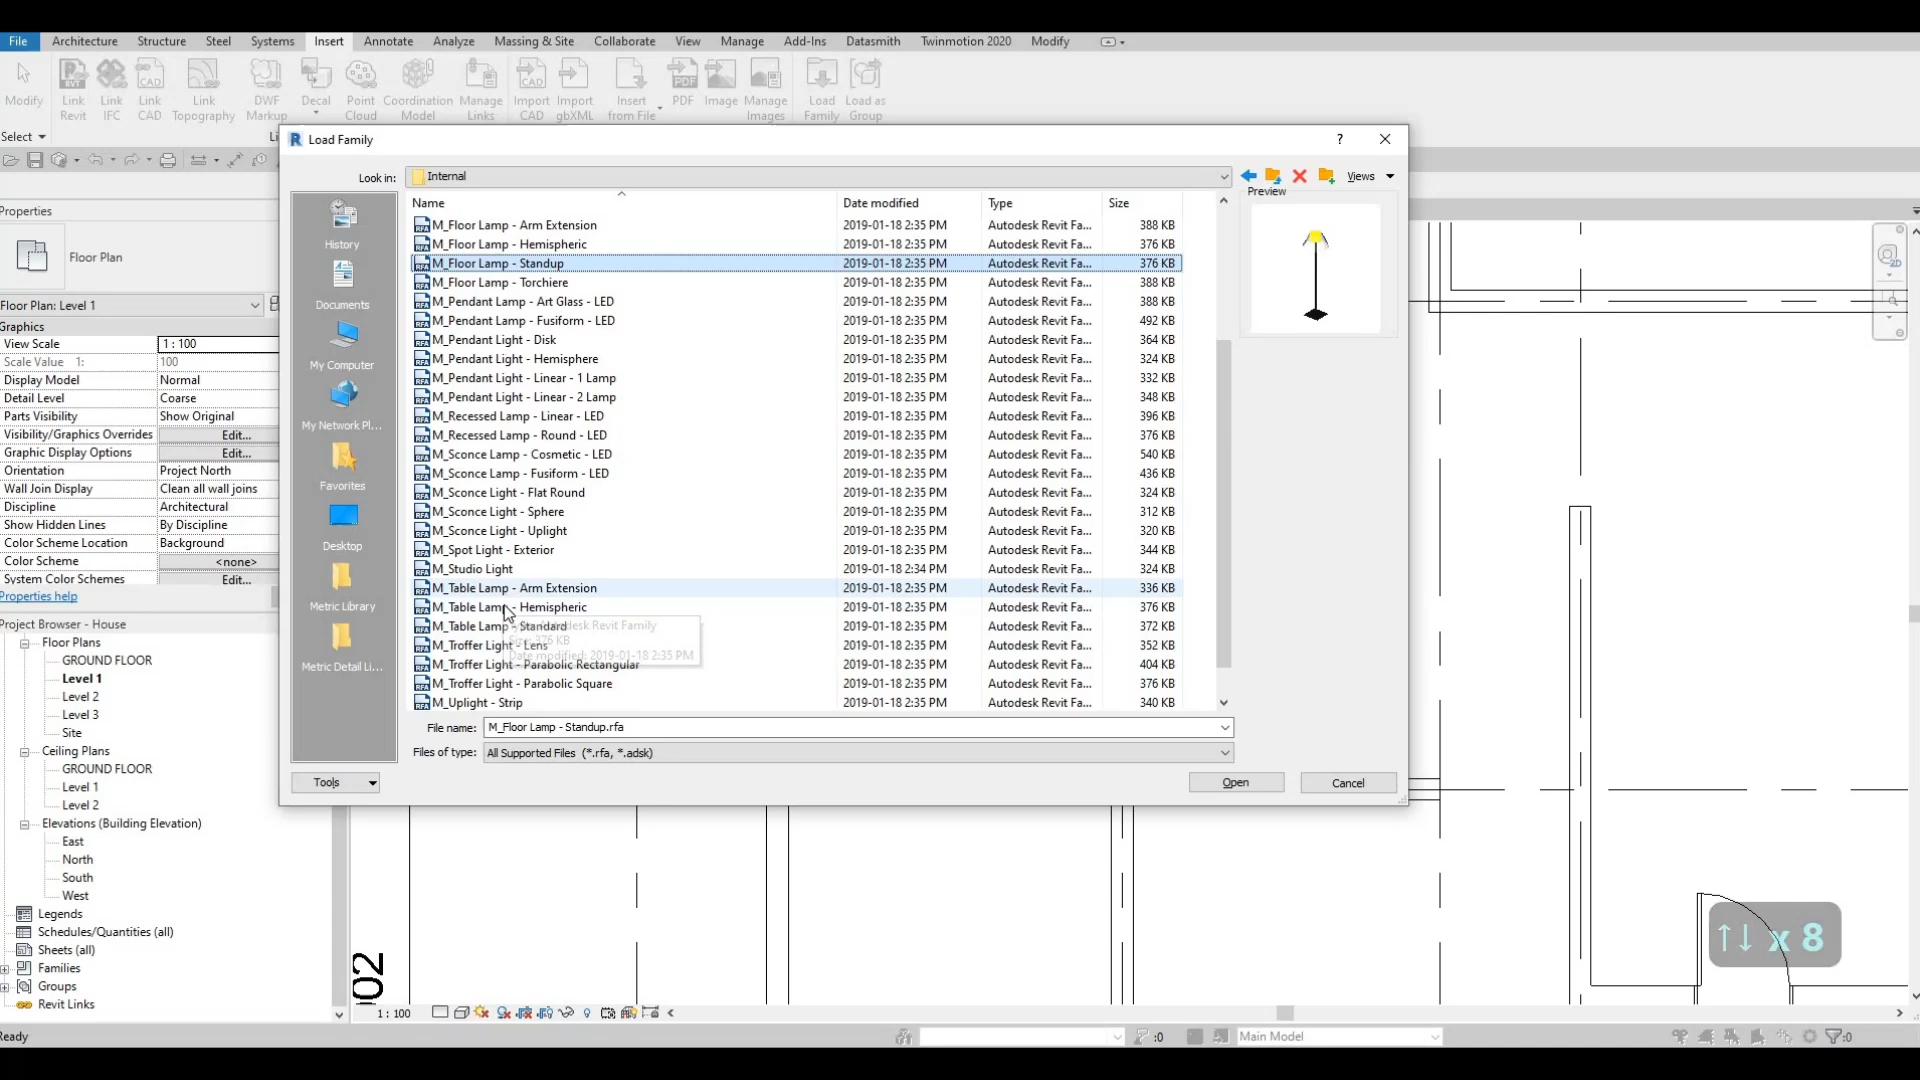 File Architecture Structure Steel Systems Insert Annotate Analyze Massing & Site Collaborate View Manage Add-Ins Datasmith Twinmotion 2020 Modify
Modify
Link Revit
Link IFC
Link CAD
Link Topography
DWF Markup
Decal
Point Cloud
Coordination Model
Manage Links
Import CAD
Import gbXML
Insert from File
PDF
Image
Manage Images
Load Family
Load as Group
Select
Load Family
Look in: Internal
Views
Preview
Name Date modified Type Size
M_Floor Lamp - Arm Extension 2019-01-18 2:35 PM Autodesk Revit Fa... 388 KB
M_Floor Lamp - Hemispheric 2019-01-18 2:35 PM Autodesk Revit Fa... 376 KB
M_Floor Lamp - Standup 2019-01-18 2:35 PM Autodesk Revit Fa... 376 KB
M_Floor Lamp - Torchiere 2019-01-18 2:35 PM Autodesk Revit Fa... 388 KB
M_Pendant Lamp - Art Glass - LED 2019-01-18 2:35 PM Autodesk Revit Fa... 388 KB
M_Pendant Lamp - Fusiform - LED 2019-01-18 2:35 PM Autodesk Revit Fa... 492 KB
M_Pendant Light - Disk 2019-01-18 2:35 PM Autodesk Revit Fa... 364 KB
M_Pendant Light - Hemisphere 2019-01-18 2:35 PM Autodesk Revit Fa... 324 KB
M_Pendant Light - Linear - 1 Lamp 2019-01-18 2:35 PM Autodesk Revit Fa... 332 KB
M_Pendant Light - Linear - 2 Lamp 2019-01-18 2:35 PM Autodesk Revit Fa... 348 KB
M_Recessed Lamp - Linear - LED 2019-01-18 2:35 PM Autodesk Revit Fa... 396 KB
M_Recessed Lamp - Round - LED 2019-01-18 2:35 PM Autodesk Revit Fa... 376 KB
M_Sconce Lamp - Cosmetic - LED 2019-01-18 2:35 PM Autodesk Revit Fa... 540 KB
M_Sconce Lamp - Fusiform - LED 2019-01-18 2:35 PM Autodesk Revit Fa... 436 KB
M_Sconce Light - Flat Round 2019-01-18 2:35 PM Autodesk Revit Fa... 324 KB
M_Sconce Light - Sphere 2019-01-18 2:35 PM Autodesk Revit Fa... 312 KB
M_Sconce Light - Uplight 2019-01-18 2:35 PM Autodesk Revit Fa... 320 KB
M_Spot Light - Exterior 2019-01-18 2:35 PM Autodesk Revit Fa... 344 KB
M_Studio Light 2019-01-18 2:34 PM Autodesk Revit Fa... 324 KB
M_Table Lamp - Arm Extension 2019-01-18 2:35 PM Autodesk Revit Fa... 336 KB
M_Table Lamp - Hemispheric 2019-01-18 2:35 PM Autodesk Revit Fa... 376 KB
M_Table Lamp - Standard 2019-01-18 2:35 PM Autodesk Revit Fa... 372 KB
M_Troffer Light - Lens 2019-01-18 2:35 PM Autodesk Revit Fa... 352 KB
M_Troffer Light - Parabolic Rectangular 2019-01-18 2:35 PM Autodesk Revit Fa... 404 KB
M_Troffer Light - Parabolic Square 2019-01-18 2:35 PM Autodesk Revit Fa... 376 KB
M_Uplight - Strip 2019-01-18 2:35 PM Autodesk Revit Fa... 340 KB
Revit Family
376 KB
Date modified: 2019-01-18 2:35 PM
History
Documents
My Computer
My Network Pl...
Favorites
Desktop
Metric Library
Metric Detail Li...
File name: M_Floor Lamp - Standup.rfa
Files of type: All Supported Files (*.rfa, *.adsk)
Tools Open Cancel
Properties
Floor Plan
Floor Plan: Level 1
Graphics
View Scale 1 : 100
Scale Value 1: 100
Display Model Normal
Detail Level Coarse
Parts Visibility Show Original
Visibility/Graphics Overrides Edit...
Graphic Display Options Edit...
Orientation Project North
Wall Join Display Clean all wall joins
Discipline Architectural
Show Hidden Lines By Discipline
Color Scheme Location Background
Color Scheme <none>
System Color Schemes Edit...
Properties help
Project Browser - House
Floor Plans
GROUND FLOOR
Level 1
Level 2
Level 3
Site
Ceiling Plans
GROUND FLOOR
Level 1
Level 2
Elevations (Building Elevation)
East
North
South
West
Legends
Schedules/Quantities (all)
Sheets (all)
Families
Groups
Revit Links
2D
002
↑↓ x 8
1 : 100
Ready
:0
Main Model
:0